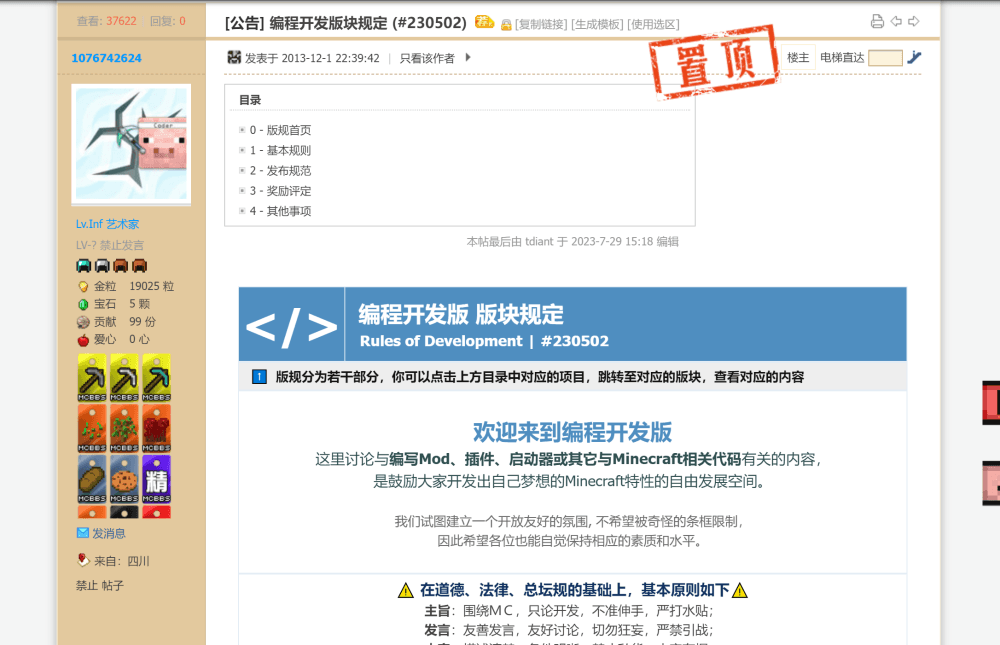 查看: 37622 回复: 0
[公告] 编程开发版块规定 (#230502) [复制链接] [生成模板] [使用选区]
1076742624
发表于 2013-12-1 22:39:42 | 只看该作者
置顶
楼主 电梯直达
Coder
目录
0 - 版规首页
1 - 基本规则
2 - 发布规范
3 - 奖励评定
4 - 其他事项
本帖最后由 tdiant 于 2023-7-29 15:18 编辑
Lv.Inf 艺术家
LV-? 禁止发言
金粒 19025 粒
宝石 5 颗
贡献 99 份
爱心 0 心
MCBBS MCBBS MCBBS
MCBBS MCBBS MCBBS
精
MCBBS MCBBS MCBBS
发消息
来自: 四川
禁止 帖子
</> 编程开发版 版块规定
Rules of Development | #230502
版规分为若干部分，你可以点击上方目录中对应的项目，跳转至对应的版块，查看对应的内容
欢迎来到编程开发版
这里讨论与编写Mod、插件、启动器或其它与Minecraft相关代码有关的内容，
是鼓励大家开发出自己梦想的Minecraft特性的自由发展空间。
我们试图建立一个开放友好的氛围, 不希望被奇怪的条框限制，
因此希望各位也能自觉保持相应的素质和水平。
在道德、法律、总坛规的基础上，基本原则如下
主旨：围绕ＭＣ，只论开发，不准伸手，严打水贴；
发言：友善发言，友好讨论，切勿狂妄，严禁引战；